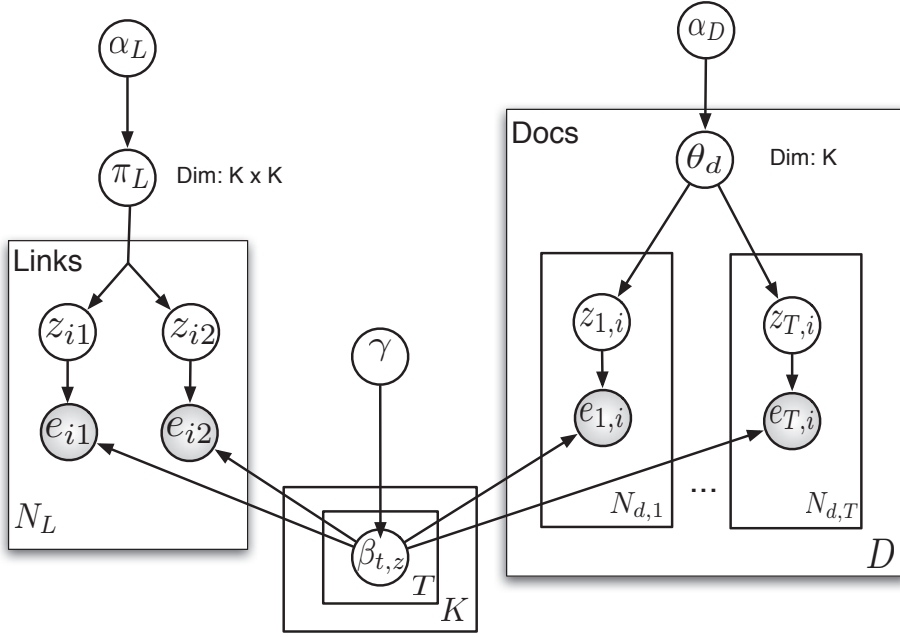 α_L
α_D
Docs
π_L
Dim: K x K
θ_d
Dim: K
Links
z_{i1}
z_{i2}
z_{1,i}
z_{T,i}
γ
e_{i1}
e_{i2}
e_{1,i}
e_{T,i}
N_L
N_{d,1}
...
N_{d,T}
β_{t,z}
T
K
D